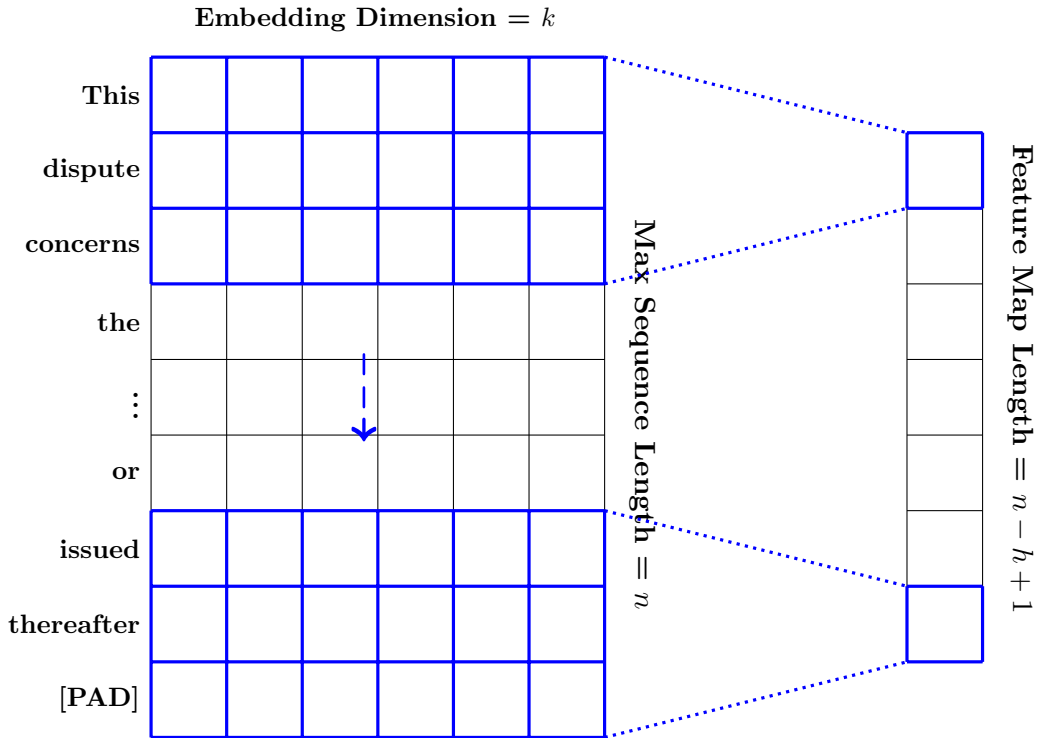 Embedding Dimension = k
This
dispute
concerns
the
...
or
issued
thereafter
[PAD]
Max Sequence Length = n
Feature Map Length = n − h + 1